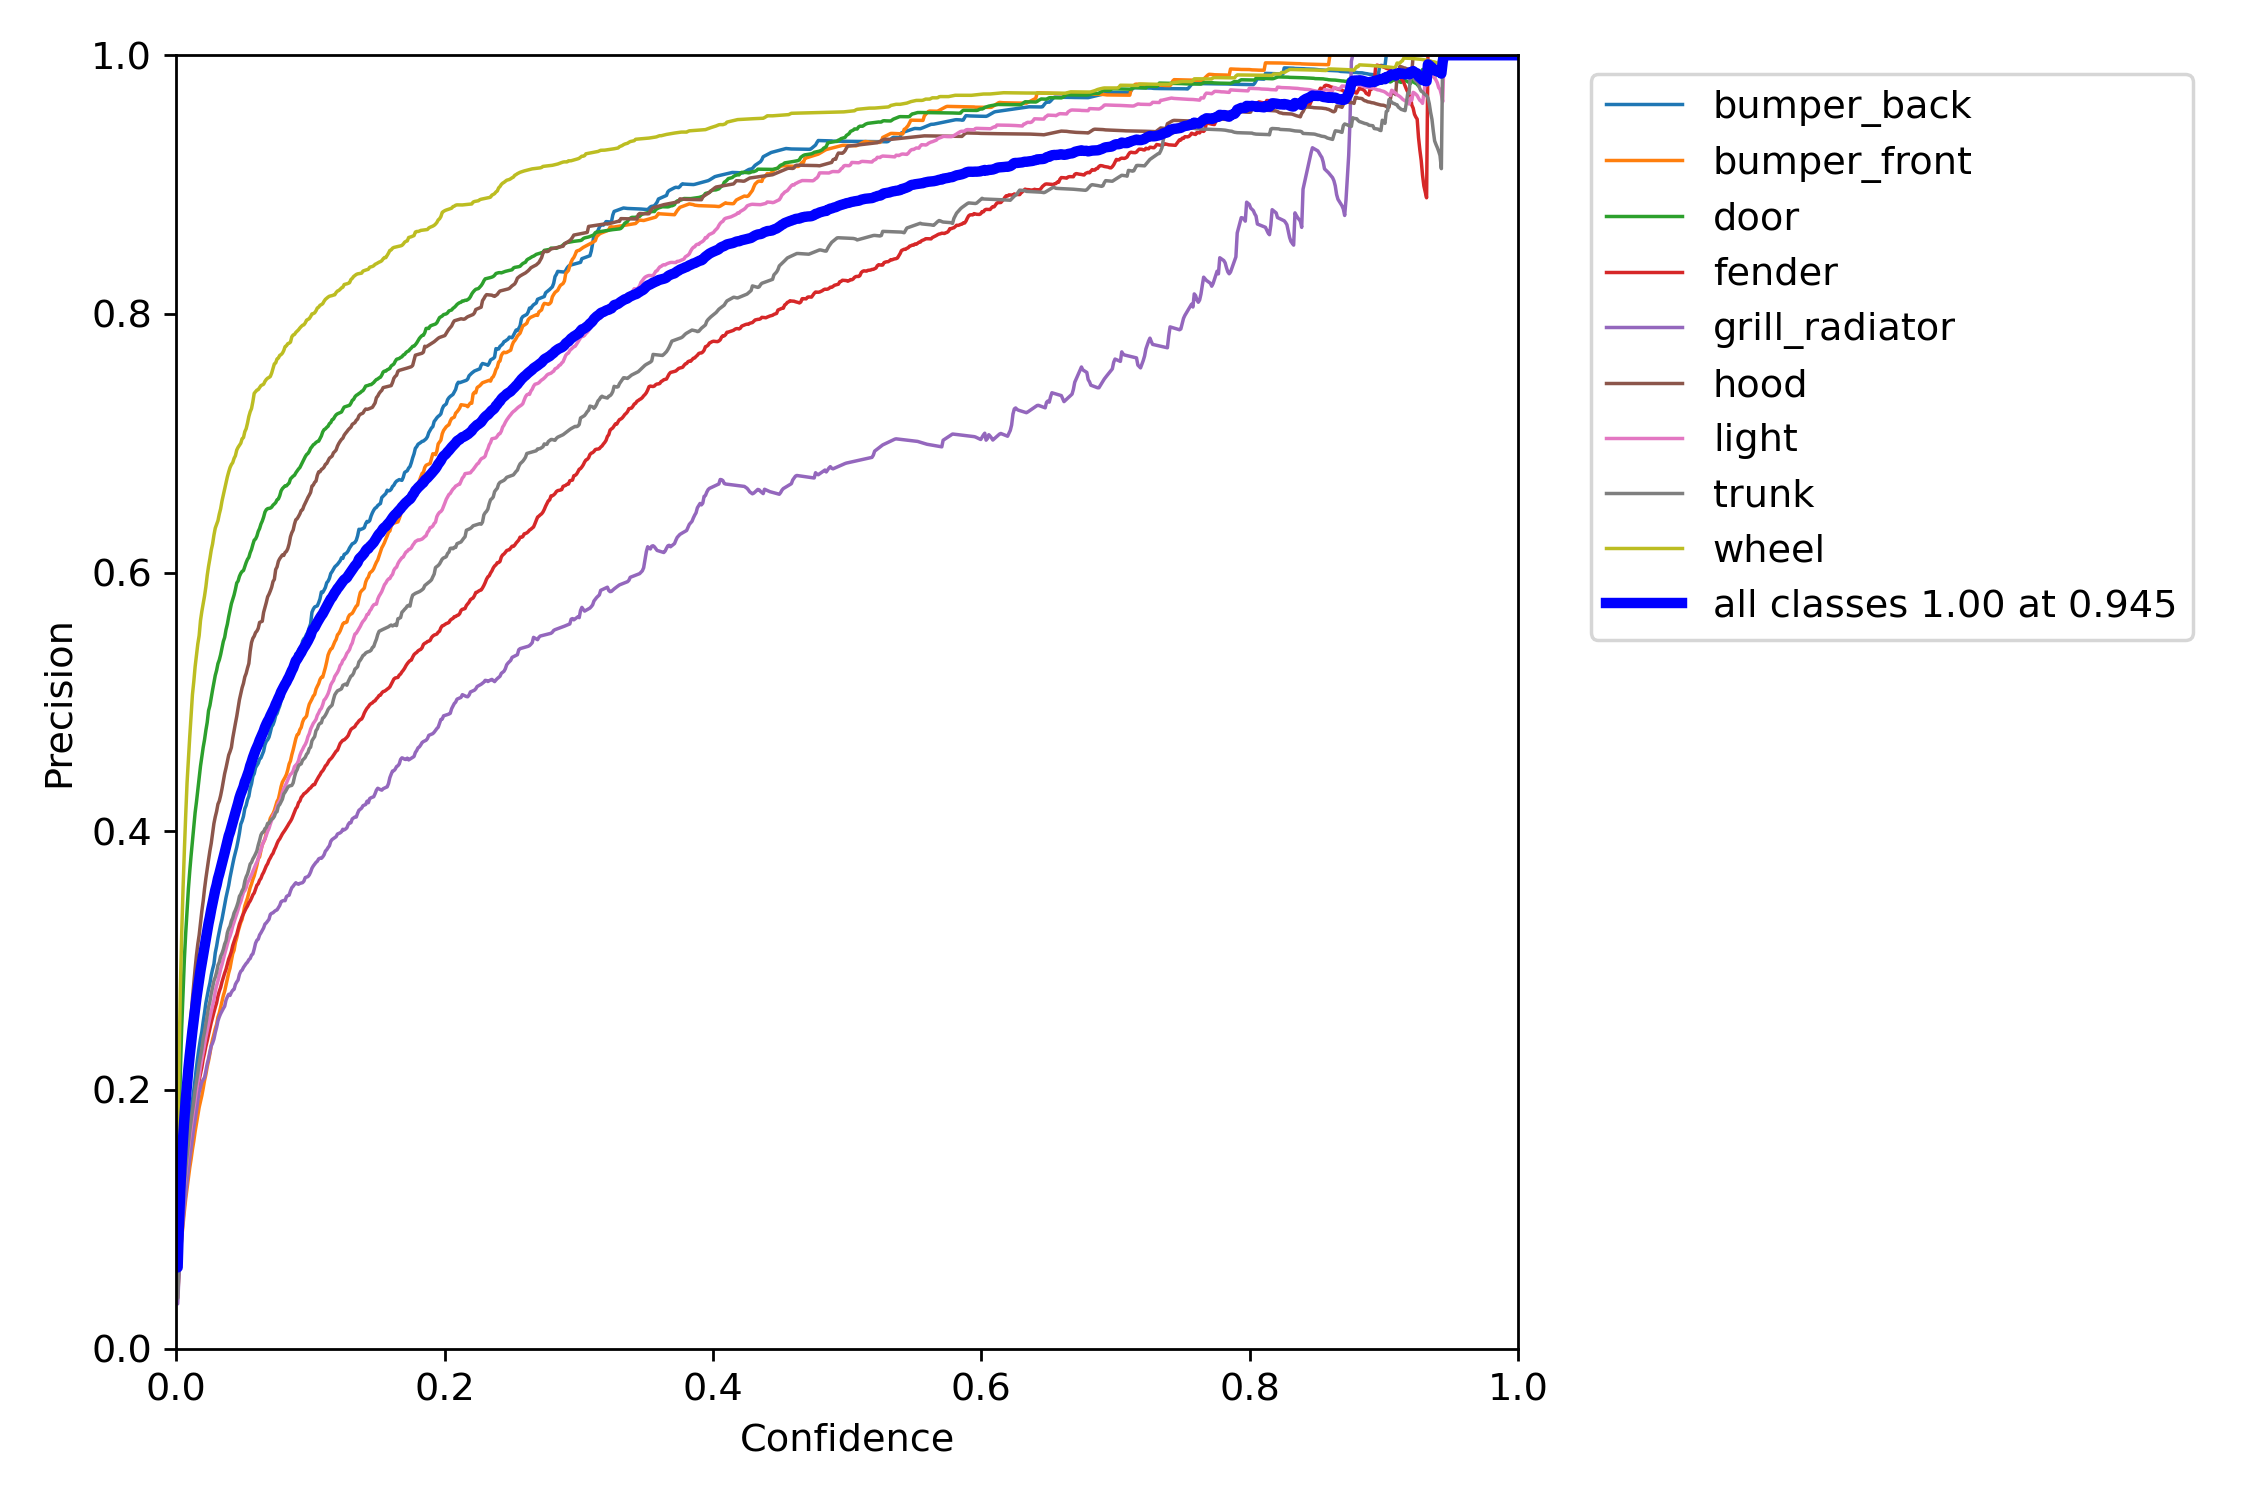 1.0
0.8
0.6
0.4
0.2
0.0
Precision
0.0 0.2 0.4 0.6 0.8 1.0
Confidence
bumper_back
bumper_front
door
fender
grill_radiator
hood
light
trunk
wheel
all classes 1.00 at 0.945